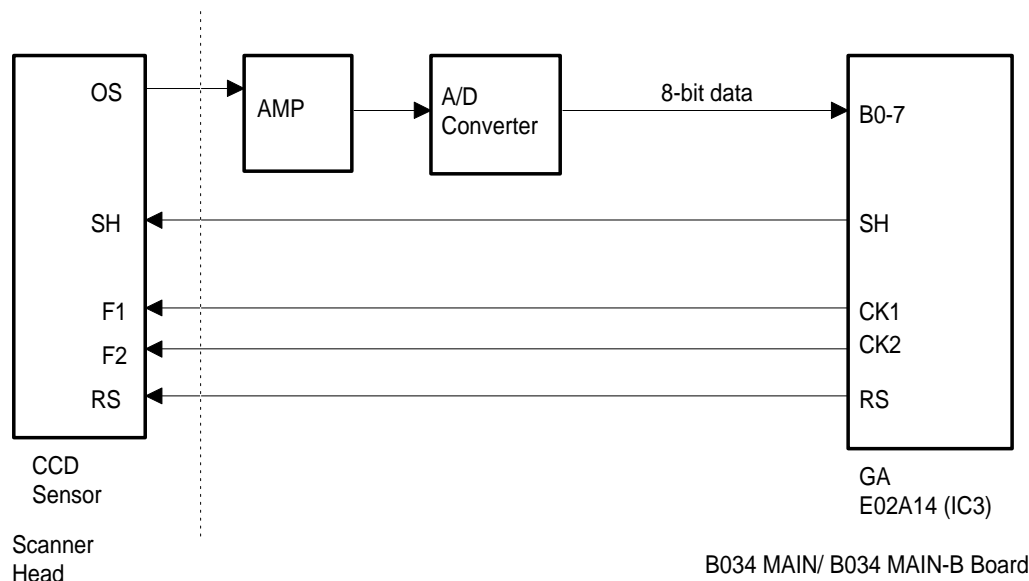 OS
AMP
A/D
Converter
8-bit data
B0-7
SH
SH
F1
CK1
F2
CK2
RS
RS
CCD
Sensor
GA
E02A14 (IC3)
Scanner
Head
B034 MAIN/ B034 MAIN-B Board